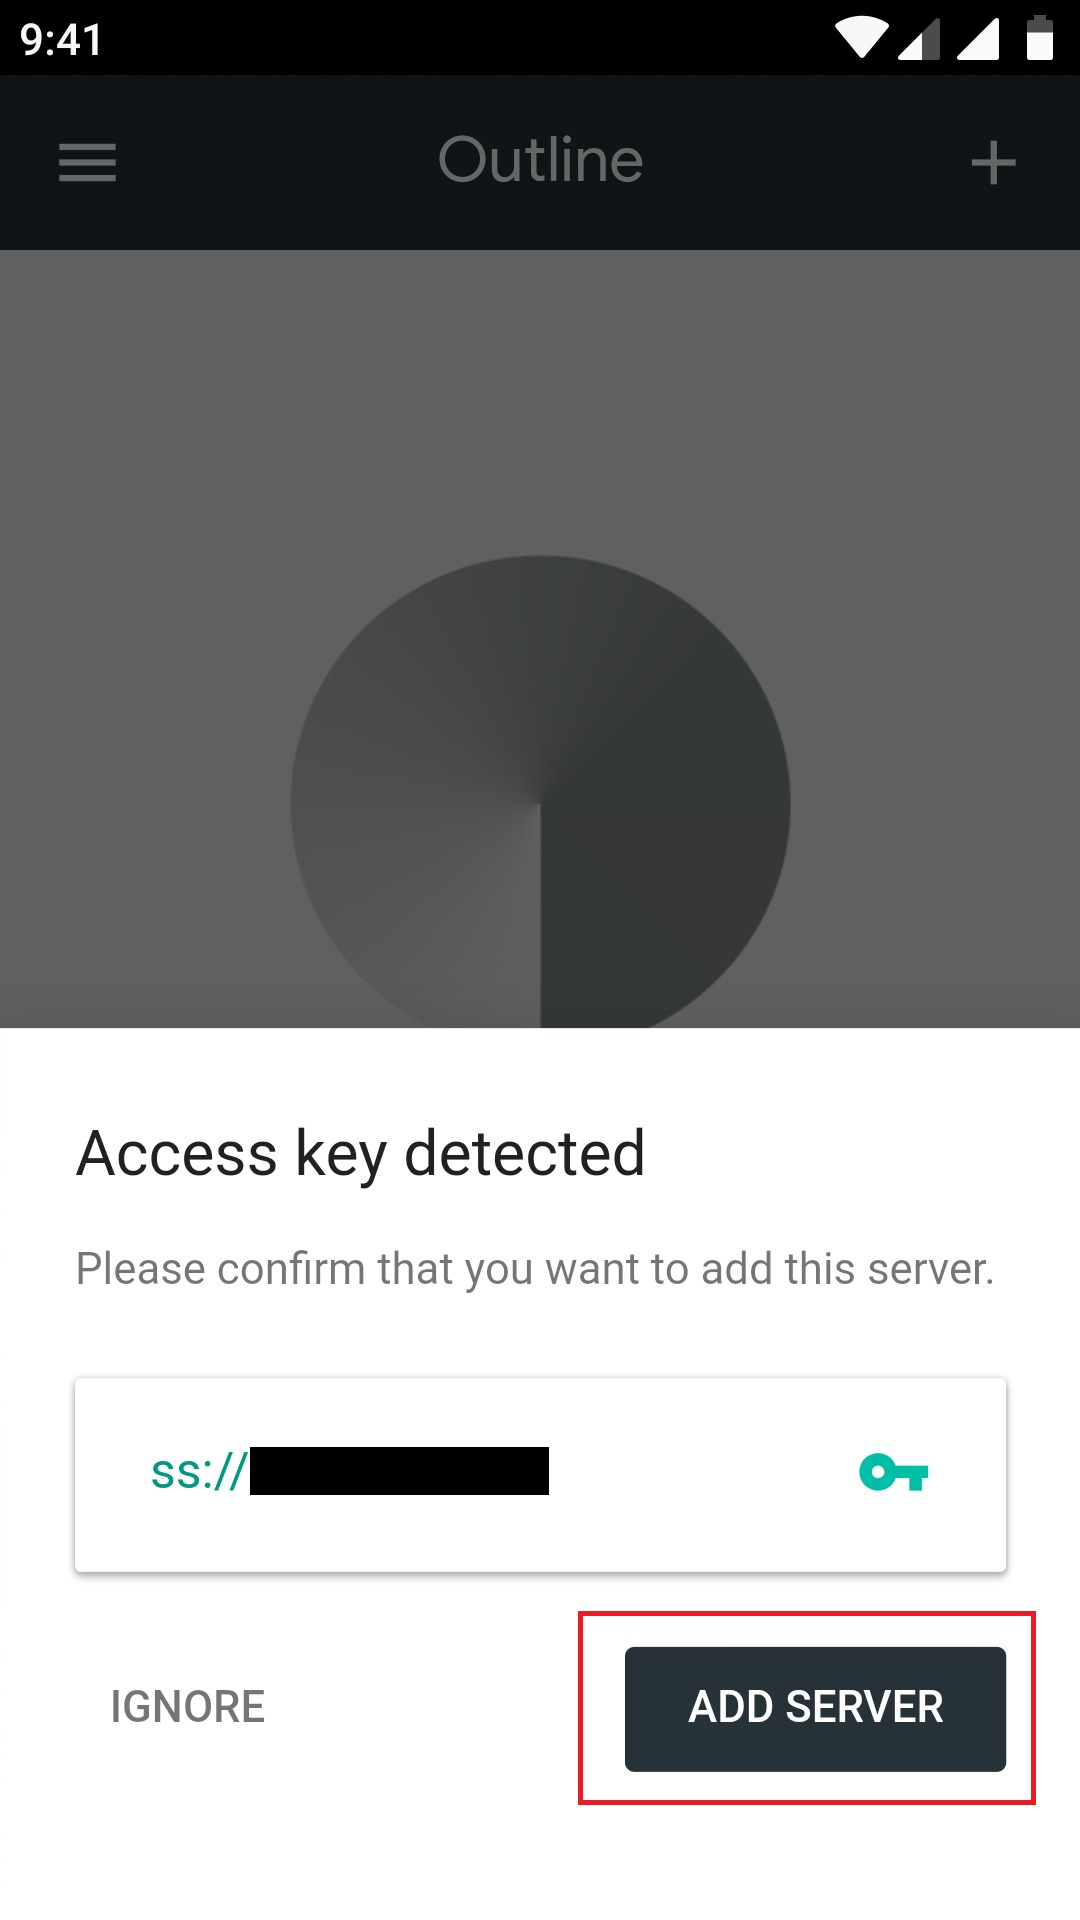 9:41
Outline
Access key detected
Please confirm that you want to add this server.
ss://
IGNORE
ADD SERVER